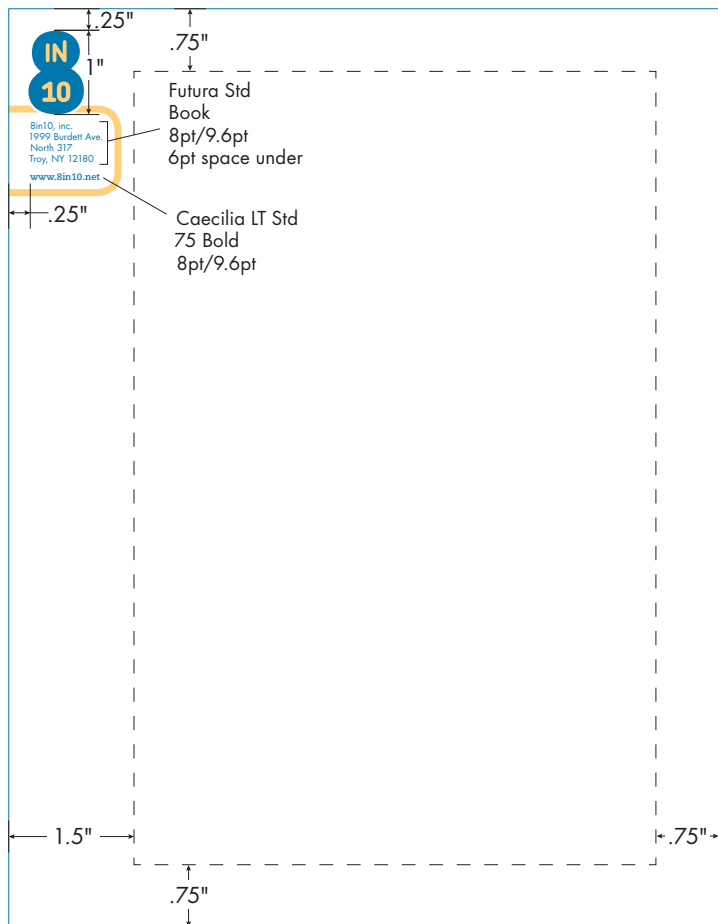 .25"
.75"
IN
10
1"
Futura Std
Book
8pt/9.6pt
6pt space under
8in10, inc.
1999 Burdett Ave.
North 317
Troy, NY 12180
www.8in10.net
.25"
Caecilia LT Std
75 Bold
8pt/9.6pt
1.5"
.75"
.75"